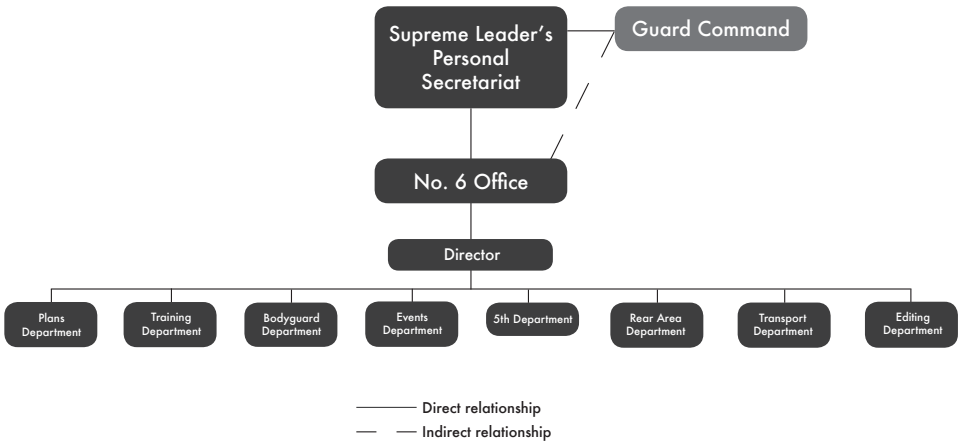 Supreme Leader’s
Personal
Secretariat
Guard Command
No. 6 Office
Director
Plans
Department
Training
Department
Bodyguard
Department
Events
Department
5th Department
Rear Area
Department
Transport
Department
Editing
Department
Direct relationship
Indirect relationship